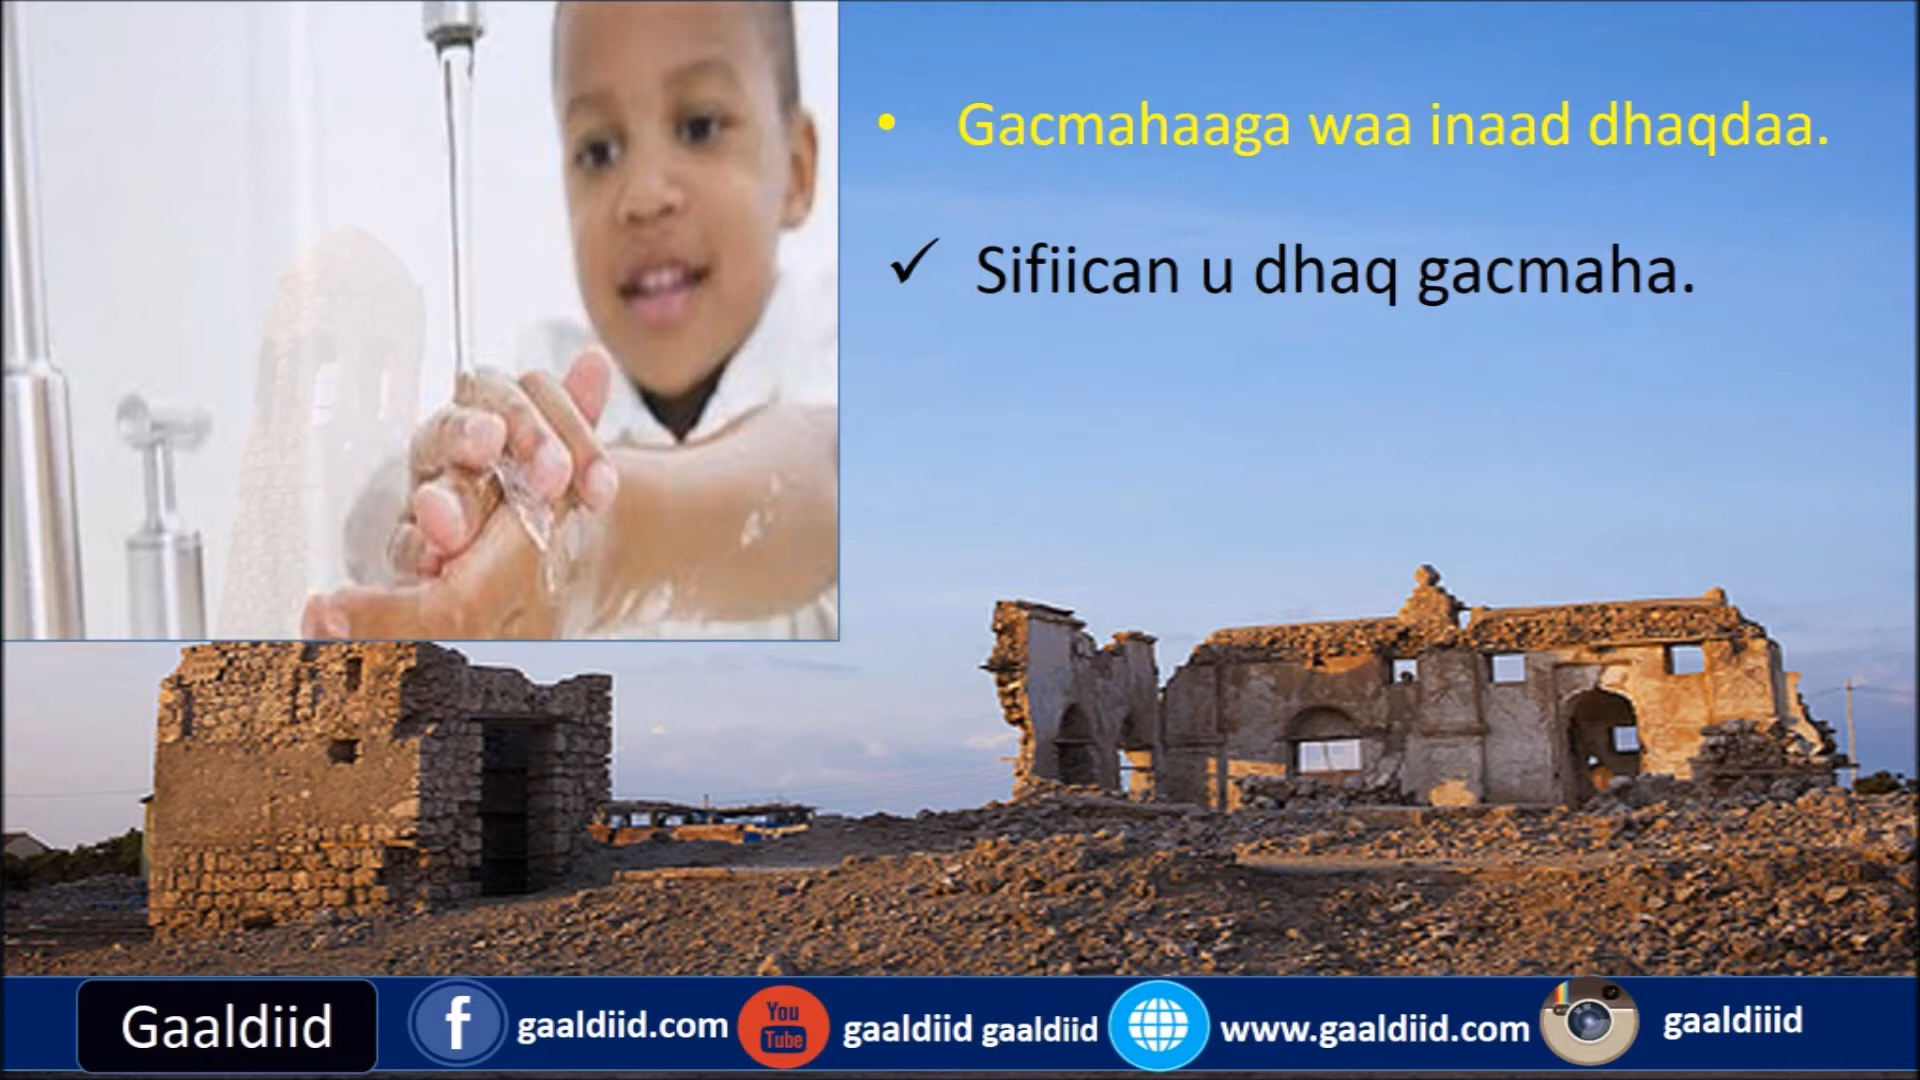 • Gacmahaaga waa inaad dhaqdaa.
✓ Sifiican u dhaq gacmaha.
Gaaldiid
f
gaaldiid.com
You
Tube
gaaldiid gaaldiid
www.gaaldiid.com
gaaldiiid